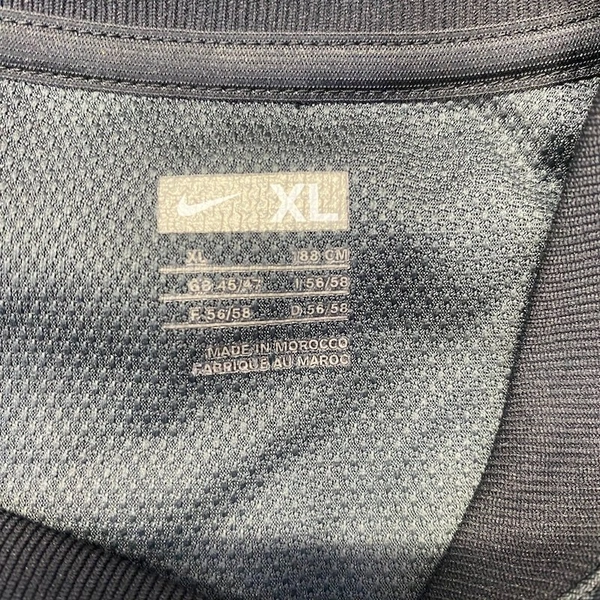 XL
XL 188 CM
GB 45/47 I 56/58
F 56/58 D 56/58
MADE IN MOROCCO
FABRIQUE AU MAROC